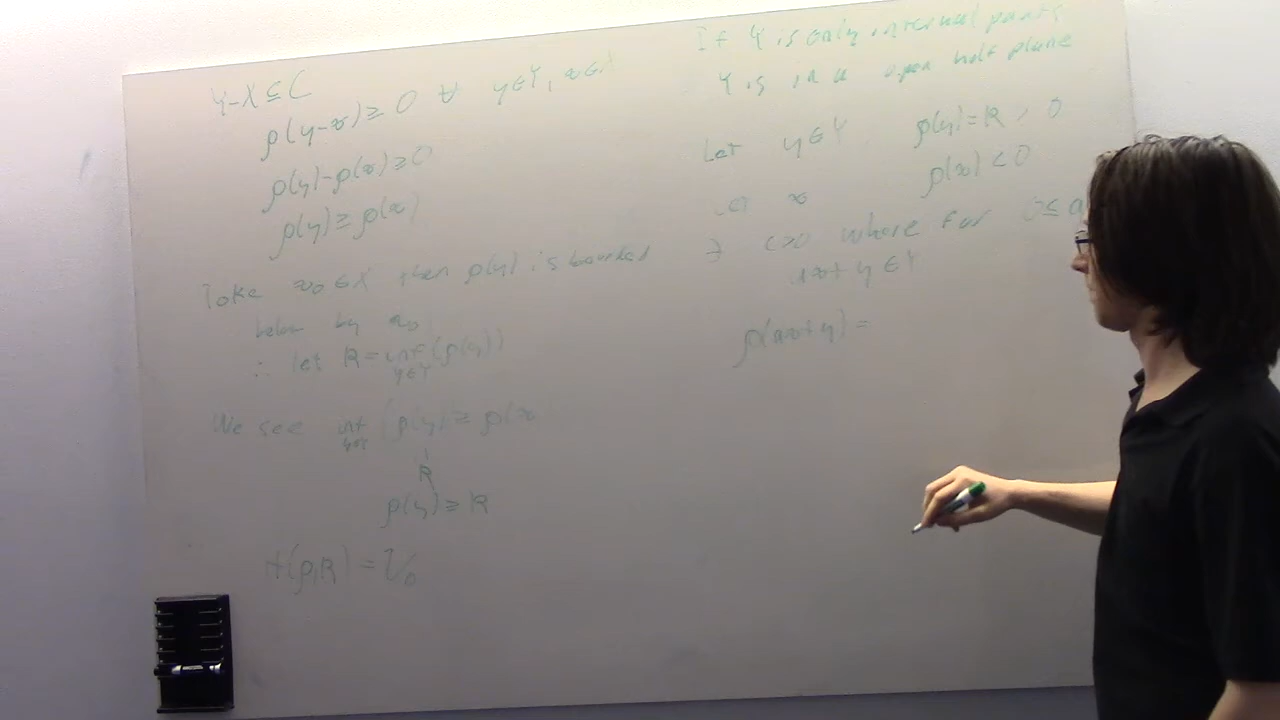 Y-X ⊆ C
ρ(y-x) ≥ 0 ∀ y∈Y, x∈X
ρ(y)-ρ(x) ≥ 0
ρ(y) ≥ ρ(x)
Take x₀ ∈ X then ρ(y) is bounded
below by
∴ let R = inf (ρ(y))
y∈Y
We see inf (ρ(y)) ≥ ρ(x
y∈Y
R
ρ(y) ≥ R
H(ρ,R) = V₀
If Y is only internal points
Y is in a open half plane
Let y ∈ Y ρ(y) = R > 0
Let x ρ(x) < 0
∃ c>0 where for 0 ≤ a
ax+y ∈ Y
ρ(ax+y) =